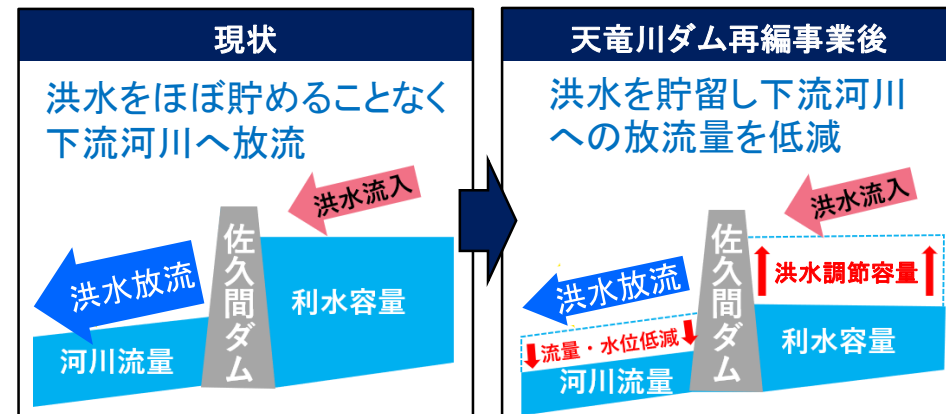 現状
洪水をほぼ貯めることなく
下流河川へ放流
洪水流入
佐久間ダム
洪水放流
利水容量
河川流量
天竜川ダム再編事業後
洪水を貯留し下流河川
への放流量を低減
洪水流入
佐久間ダム
洪水調節容量
洪水放流
流量・水位低減
利水容量
河川流量